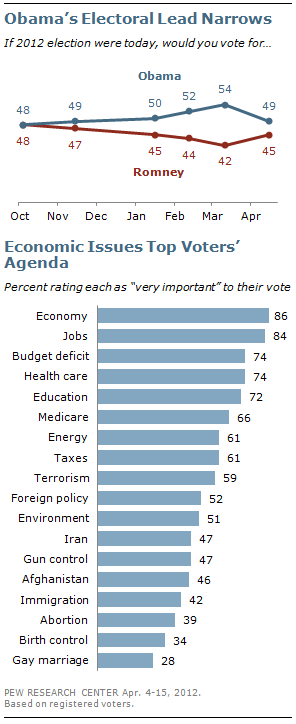 Obama's Electoral Lead Narrows
If 2012 election were today, would you vote for...
Obama
48 49 50 52 54 49
48 47 45 44 42 45
Romney
Oct Nov Dec Jan Feb Mar Apr
Economic Issues Top Voters'
Agenda
Percent rating each as "very important" to their vote
Economy 86
Jobs 84
Budget deficit 74
Health care 74
Education 72
Medicare 66
Energy 61
Taxes 61
Terrorism 59
Foreign policy 52
Environment 51
Iran 47
Gun control 47
Afghanistan 46
Immigration 42
Abortion 39
Birth control 34
Gay marriage 28
PEW RESEARCH CENTER Apr. 4-15, 2012.
Based on registered voters.